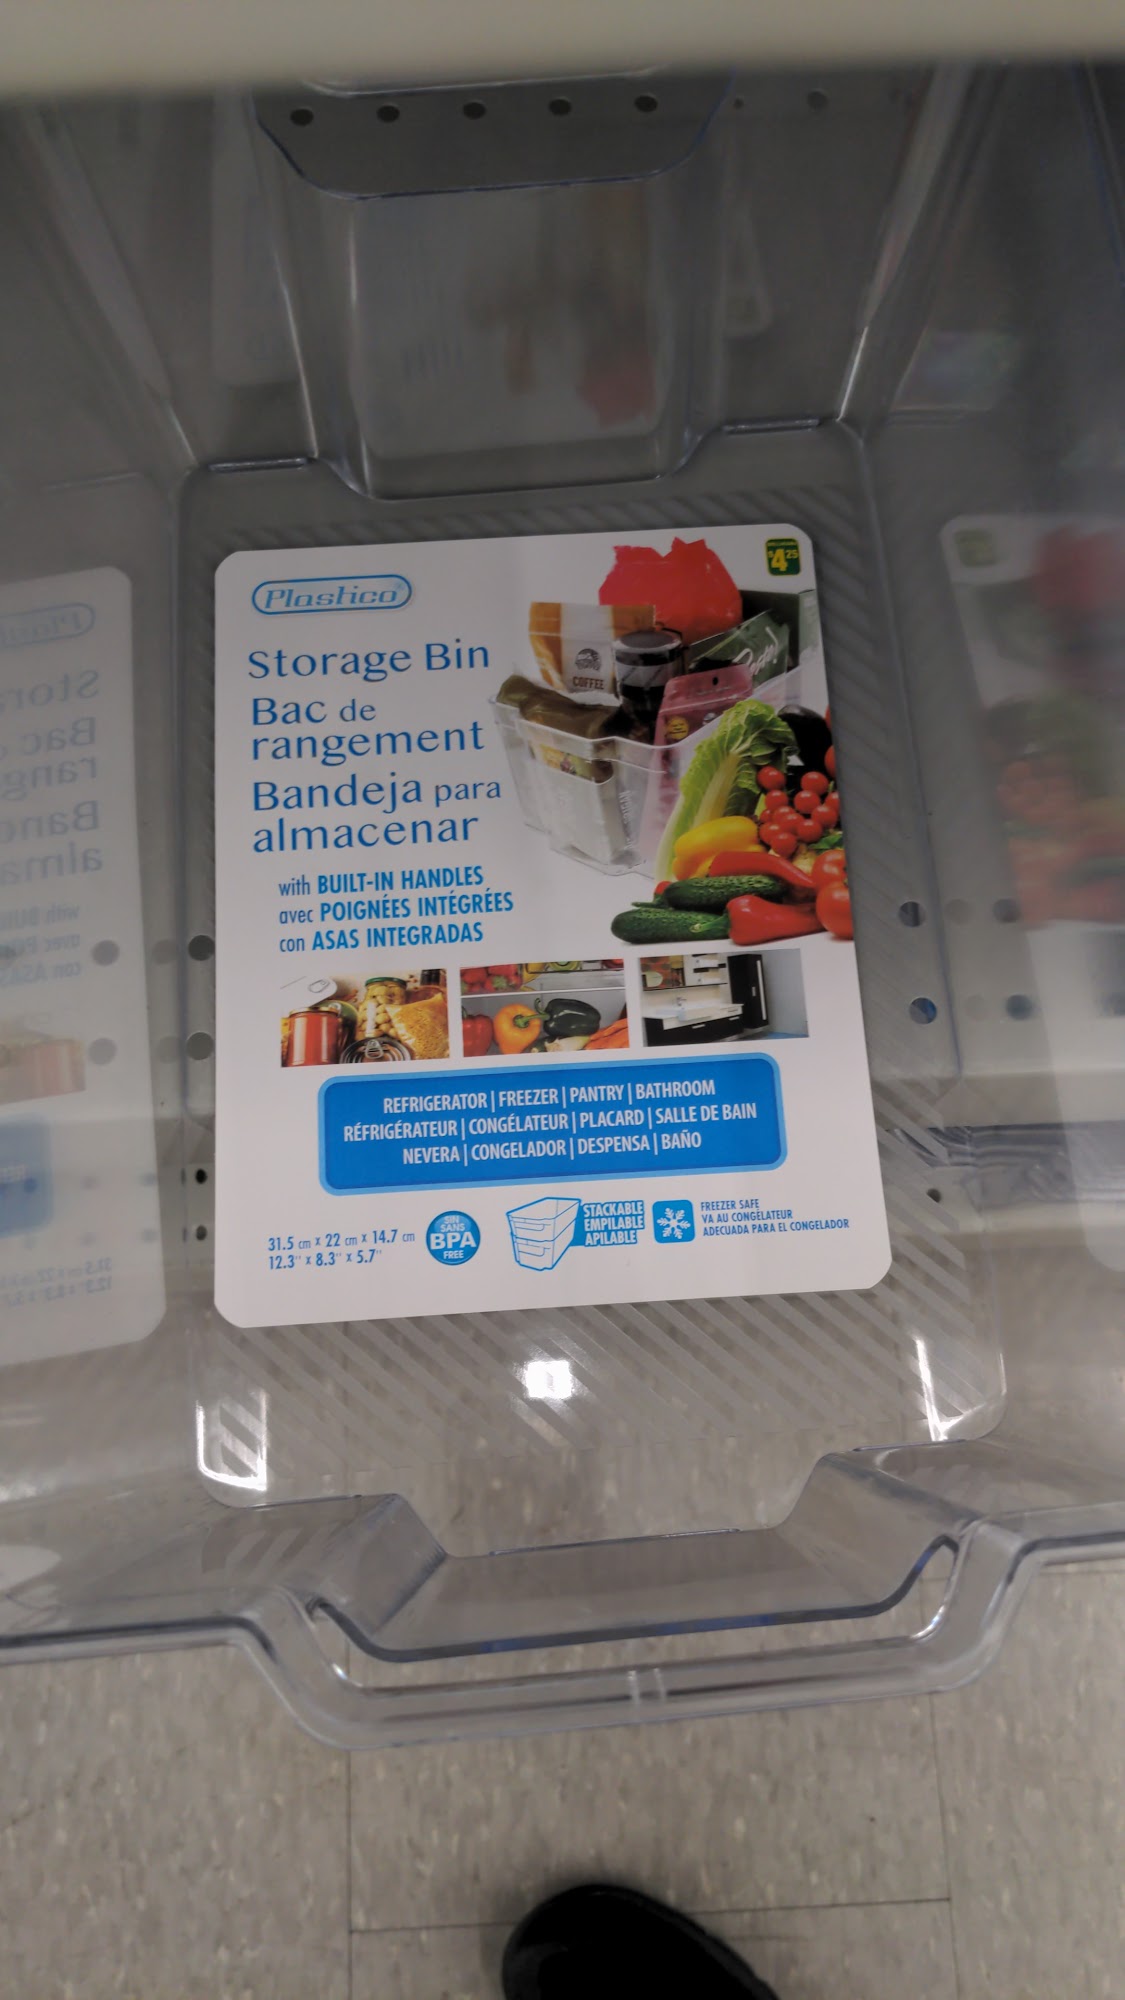 Plastico®
$4 25
Storage Bin
Bac de
rangement
Bandeja para
almacenar
with BUILT-IN HANDLES
avec POIGNÉES INTÉGRÉES
con ASAS INTEGRADAS
COFFEE
REFRIGERATOR | FREEZER | PANTRY | BATHROOM
RÉFRIGÉRATEUR | CONGÉLATEUR | PLACARD | SALLE DE BAIN
NEVERA | CONGELADOR | DESPENSA | BAÑO
31.5 cm x 22 cm x 14.7 cm
12.3" x 8.3" x 5.7"
SIN
SANS
BPA
FREE
STACKABLE
EMPILABLE
APILABLE
FREEZER SAFE
VA AU CONGÉLATEUR
ADECUADA PARA EL CONGELADOR